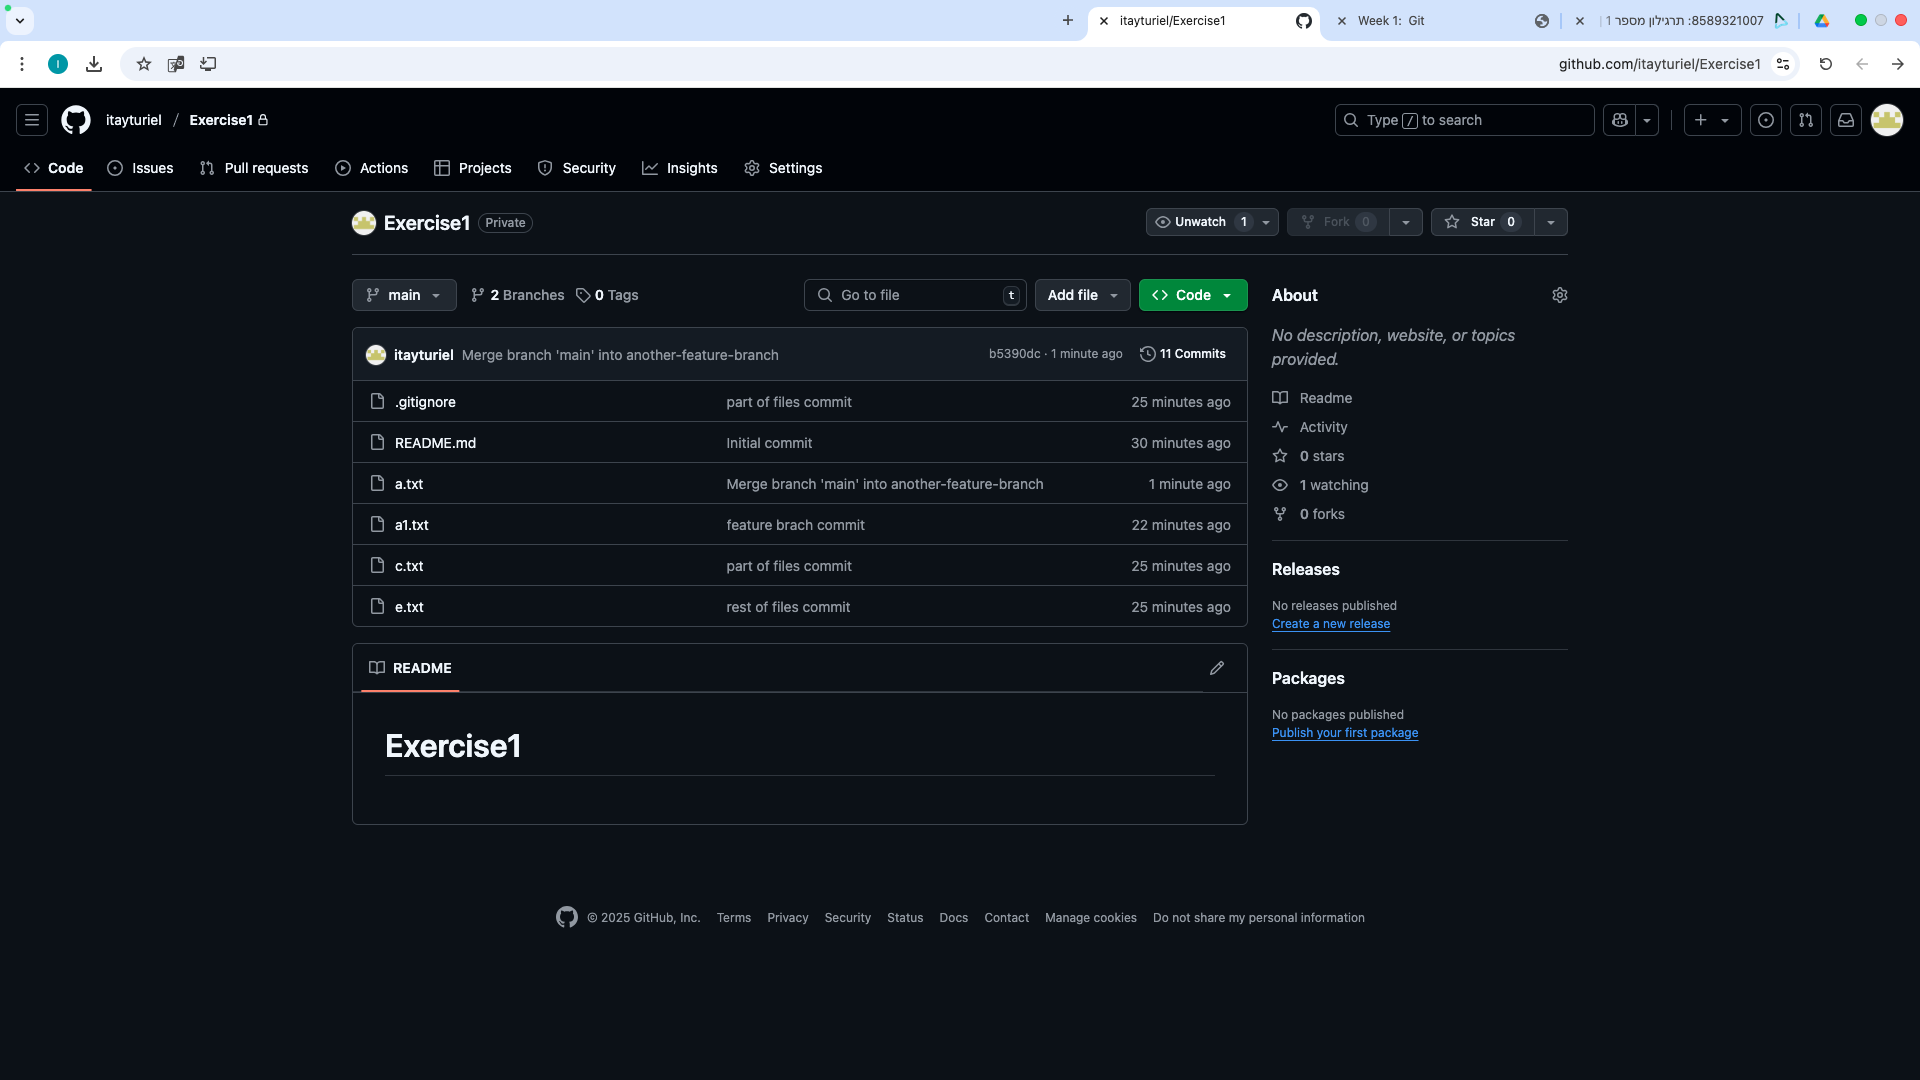 itayturiel/Exercise1
Week 1: Git
8589321007: תרגילון מספר 1
I
github.com/itayturiel/Exercise1
itayturiel / Exercise1
Type / to search
Code
Issues
Pull requests
Actions
Projects
Security
Insights
Settings
Exercise1 Private
Unwatch 1
Fork 0
Star 0
main
2 Branches
0 Tags
Go to file t
Add file
Code
itayturiel Merge branch 'main' into another-feature-branch b5390dc · 1 minute ago 11 Commits
.gitignore part of files commit 25 minutes ago
README.md Initial commit 30 minutes ago
a.txt Merge branch 'main' into another-feature-branch 1 minute ago
a1.txt feature brach commit 22 minutes ago
c.txt part of files commit 25 minutes ago
e.txt rest of files commit 25 minutes ago
README
Exercise1
About
No description, website, or topics
provided.
Readme
Activity
0 stars
1 watching
0 forks
Releases
No releases published
Create a new release
Packages
No packages published
Publish your first package
© 2025 GitHub, Inc. Terms Privacy Security Status Docs Contact Manage cookies Do not share my personal information